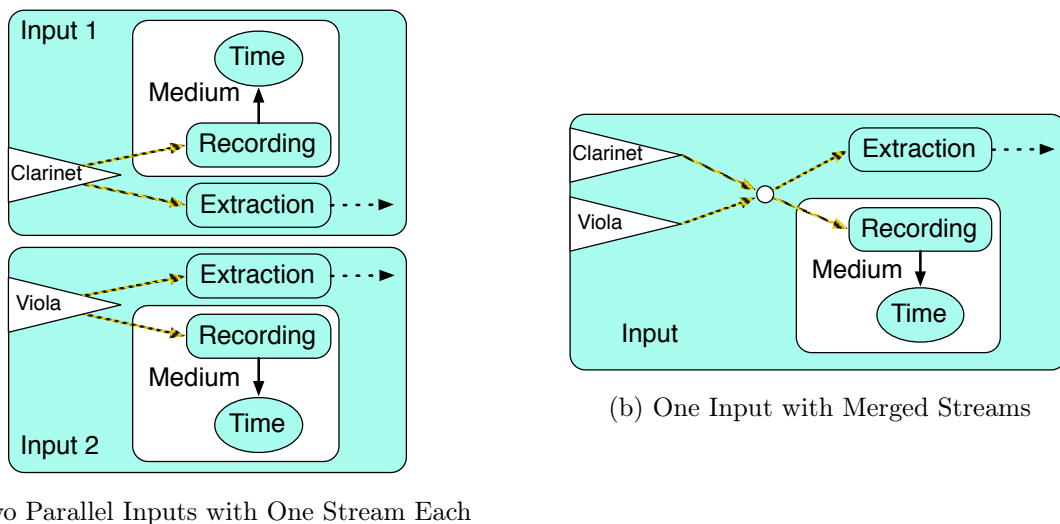 Input 1
Time
Medium
Recording
Clarinet
Extraction
Extraction
Viola
Recording
Medium
Time
Input 2
Parallel Inputs with One Stream Each
Clarinet
Extraction
Viola
Recording
Medium
Time
Input
(b) One Input with Merged Streams